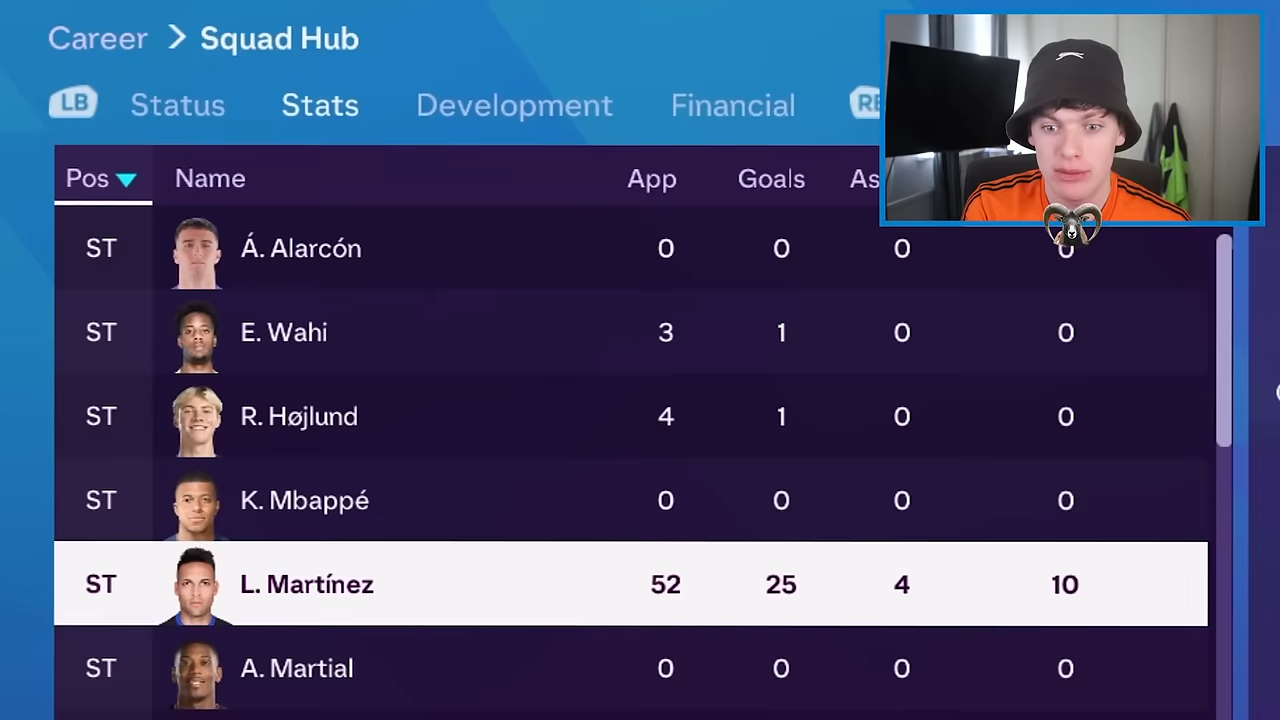 Career > Squad Hub
LB Status Stats Development Financial
Pos Name App Goals
ST Á. Alarcón 0 0 0 0
ST E. Wahi 3 1 0 0
ST R. Højlund 4 1 0 0
ST K. Mbappé 0 0 0 0
ST L. Martínez 52 25 4 10
ST A. Martial 0 0 0 0